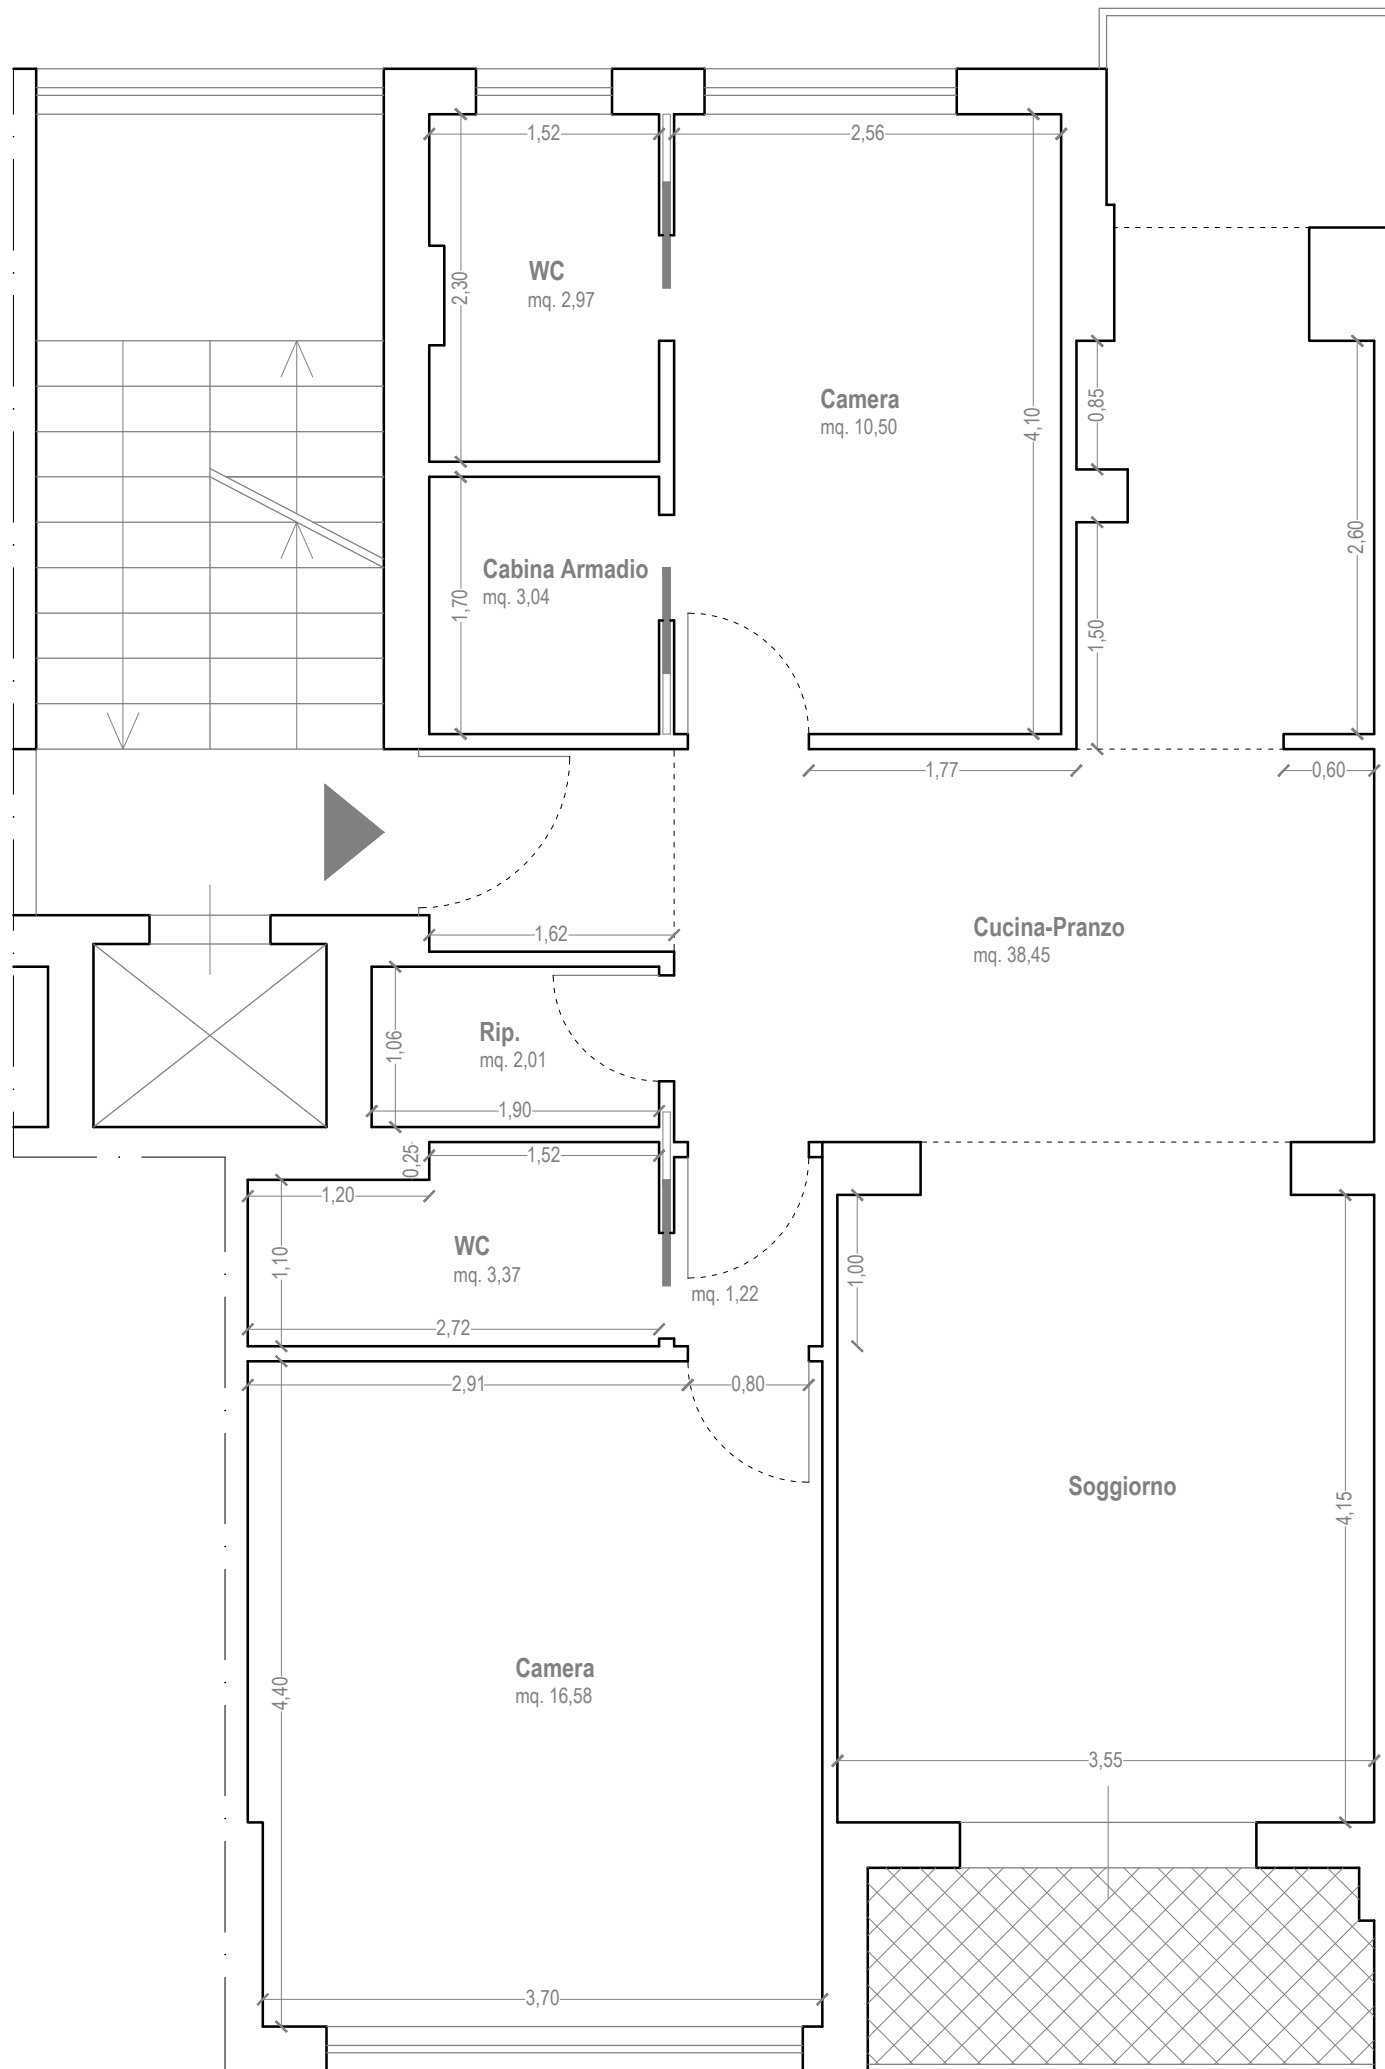 1,52
2,56
2,30
WC
mq. 2,97
Camera
mq. 10,50
4,10
0,85
2,60
Cabina Armadio
mq. 3,04
1,70
1,50
1,77
0,60
1,62
Cucina-Pranzo
mq. 38,45
1,06
Rip.
mq. 2,01
1,90
0,25
1,52
1,20
1,10
WC
mq. 3,37
mq. 1,22
1,00
2,72
2,91
0,80
Soggiorno
4,15
Camera
mq. 16,58
4,40
3,55
3,70